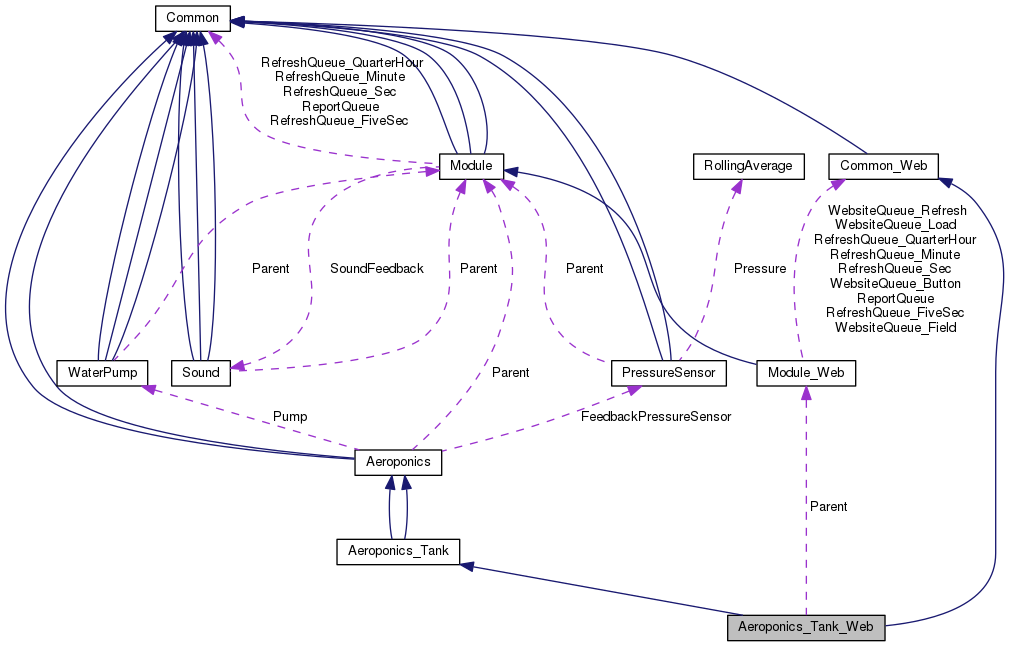 Common
RefreshQueue_QuarterHour
RefreshQueue_Minute
RefreshQueue_Sec
ReportQueue
RefreshQueue_FiveSec
Module
RollingAverage
Common_Web
WebsiteQueue_Refresh
WebsiteQueue_Load
RefreshQueue_QuarterHour
RefreshQueue_Minute
RefreshQueue_Sec
WebsiteQueue_Button
ReportQueue
RefreshQueue_FiveSec
WebsiteQueue_Field
Parent
SoundFeedback
Parent
Parent
Pressure
WaterPump
Sound
PressureSensor
Module_Web
Parent
Pump
FeedbackPressureSensor
Aeroponics
Parent
Aeroponics_Tank
Aeroponics_Tank_Web